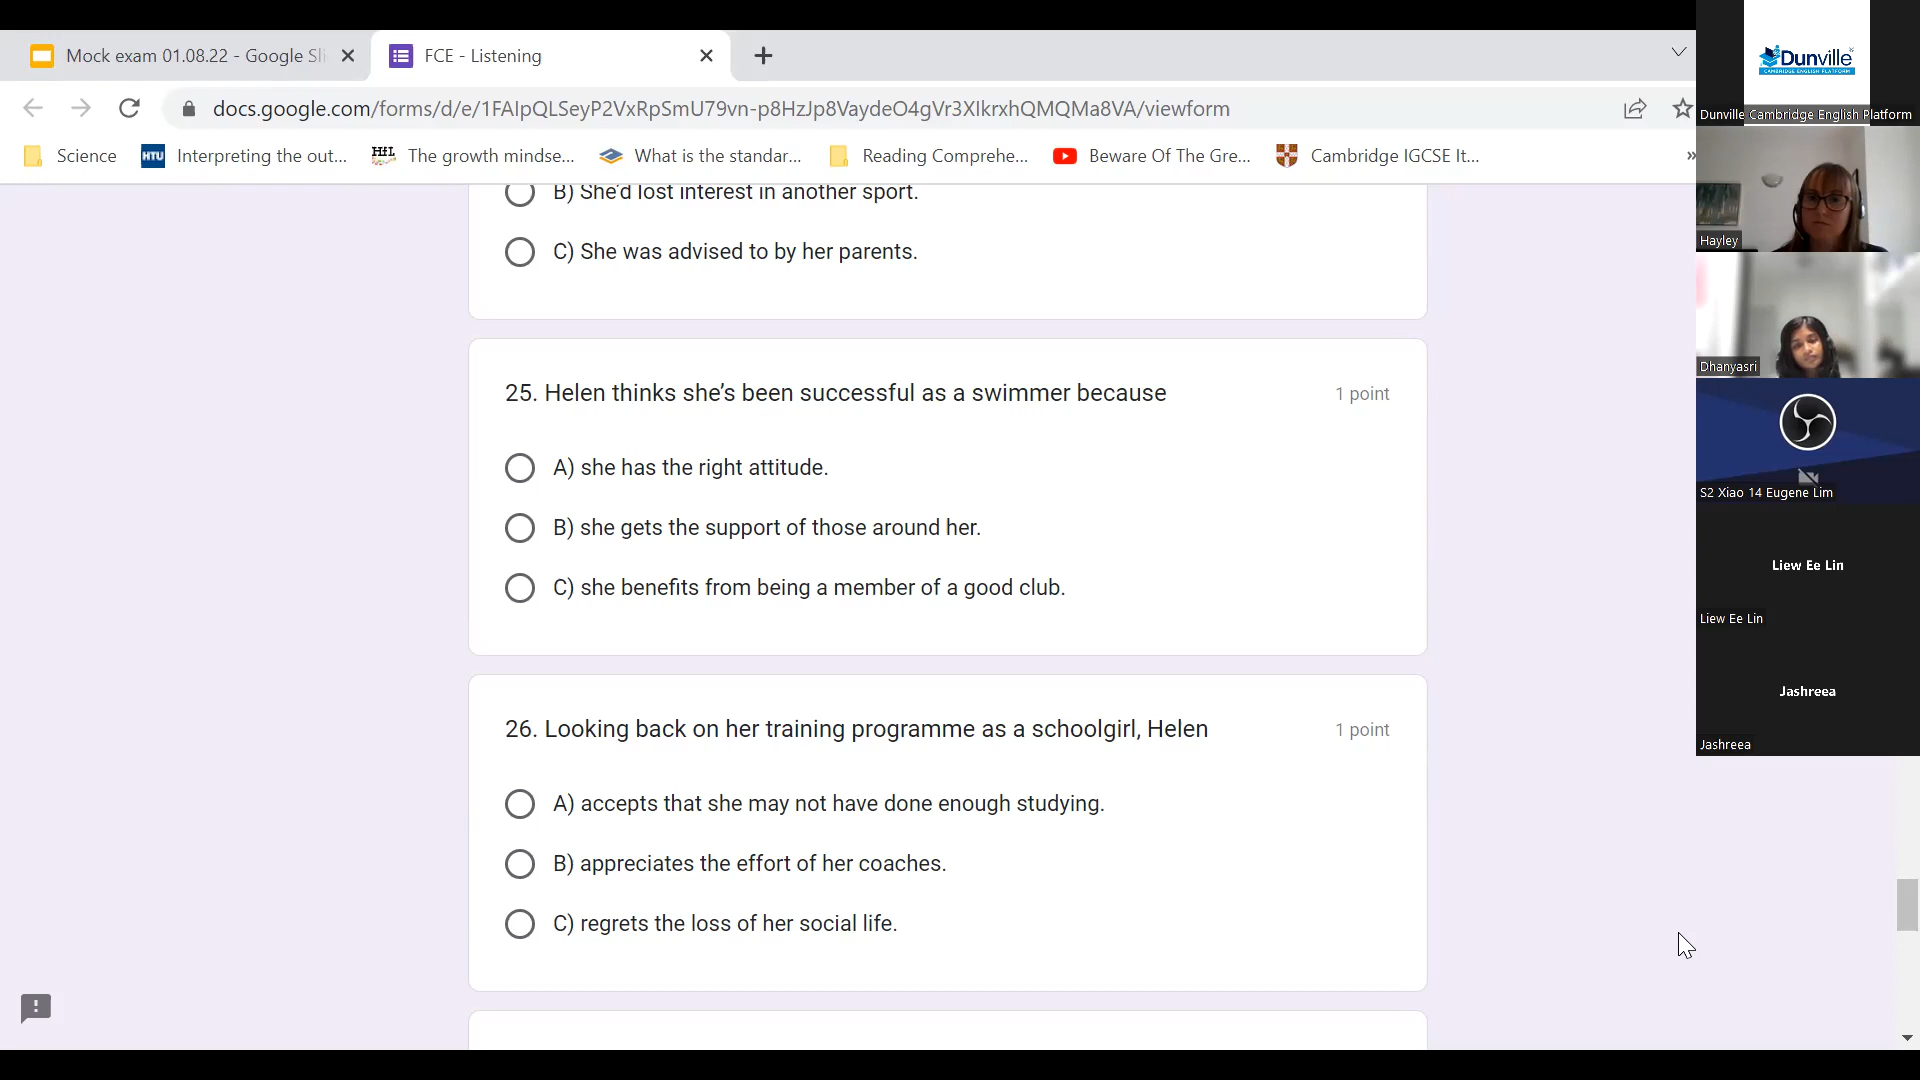 Mock exam 01.08.22 - Google Sli
FCE - Listening
docs.google.com/forms/d/e/1FAIpQLSeyP2VxRpSmU79vn-p8HzJp8VaydeO4gVr3XIkrxhQMQMa8VA/viewform
Science
HTU
Interpreting the out...
The growth mindse...
What is the standar...
Reading Comprehe...
Beware Of The Gre...
Cambridge IGCSE It...
»
B) She'd lost interest in another sport.
C) She was advised to by her parents.
25. Helen thinks she’s been successful as a swimmer because
1 point
A) she has the right attitude.
B) she gets the support of those around her.
C) she benefits from being a member of a good club.
26. Looking back on her training programme as a schoolgirl, Helen
1 point
A) accepts that she may not have done enough studying.
B) appreciates the effort of her coaches.
C) regrets the loss of her social life.
Dunville
CAMBRIDGE ENGLISH PLATFORM
Dunville Cambridge English Platform
Hayley
Dhanyasri
S2 Xiao 14 Eugene Lim
Liew Ee Lin
Liew Ee Lin
Jashreea
Jashreea